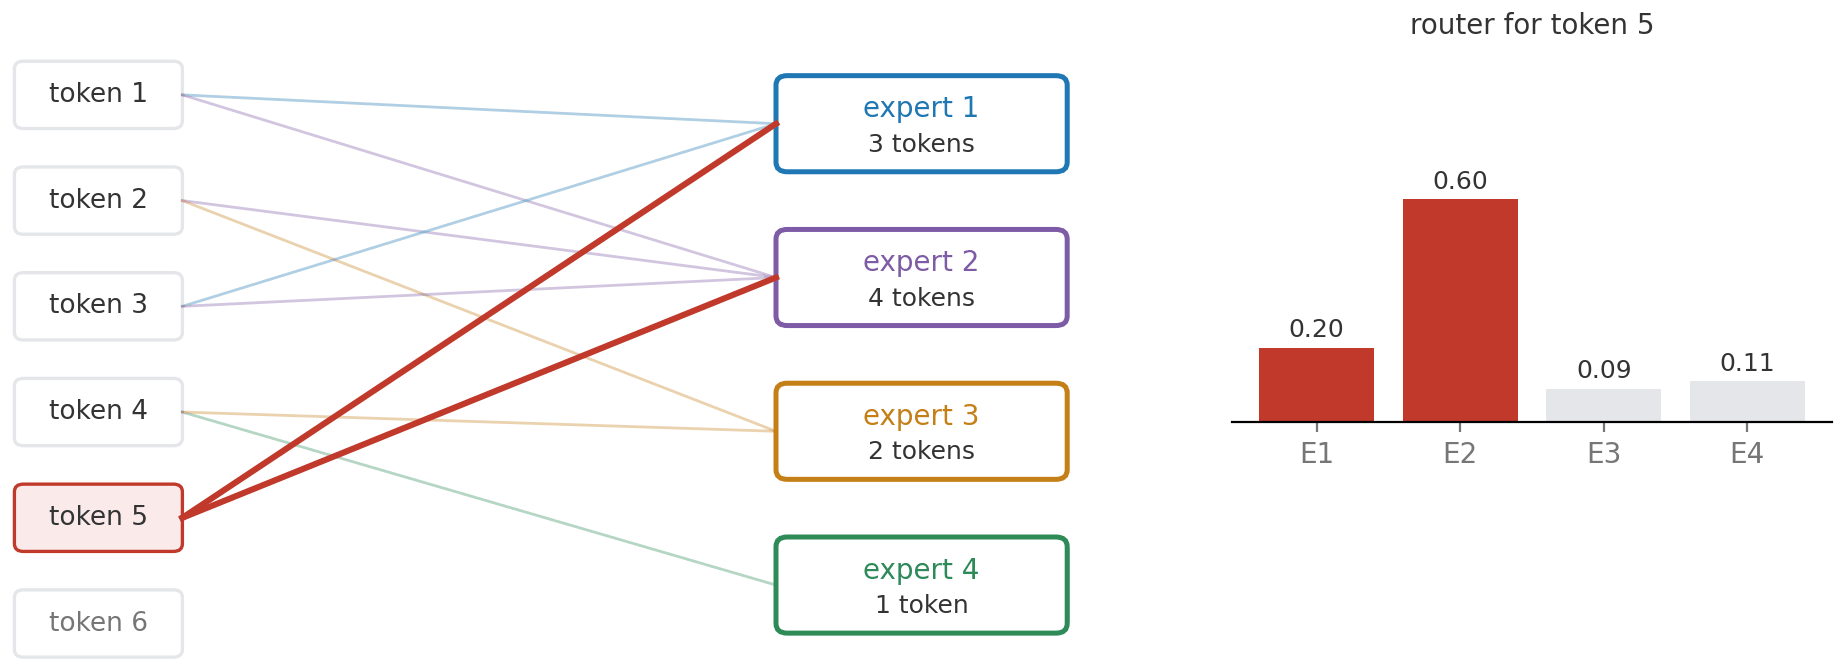 token 1
token 2
token 3
token 4
token 5
token 6
expert 1
3 tokens
expert 2
4 tokens
expert 3
2 tokens
expert 4
1 token
router for token 5
0.20
0.60
0.09
0.11
E1
E2
E3
E4